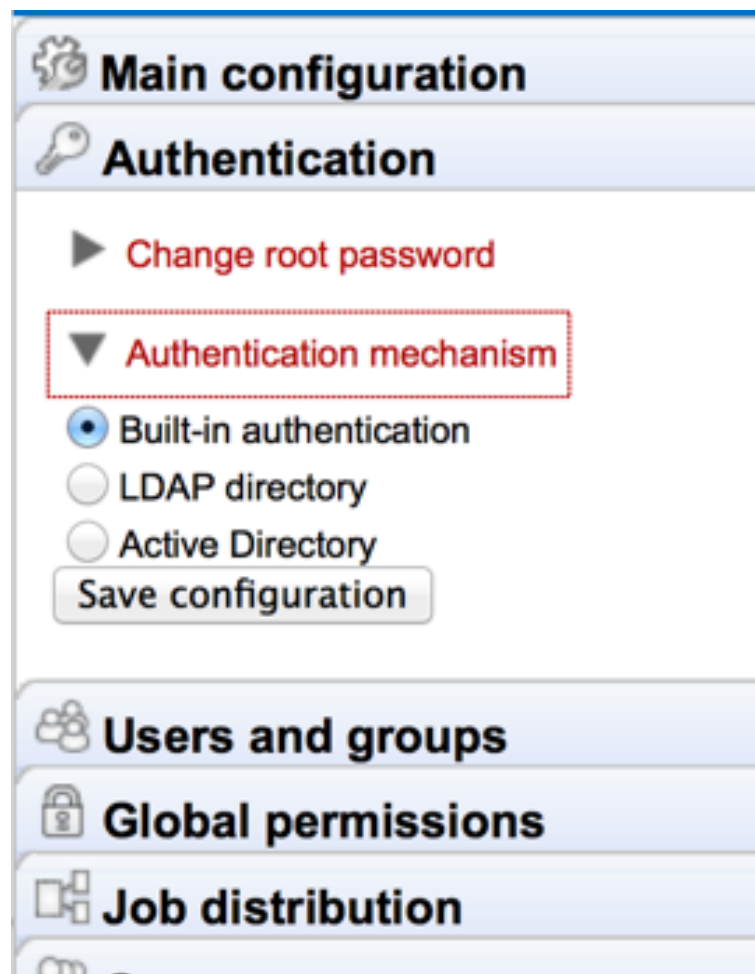 Main configuration
Authentication
Change root password
Authentication mechanism
Built-in authentication
LDAP directory
Active Directory
Save configuration
Users and groups
Global permissions
Job distribution